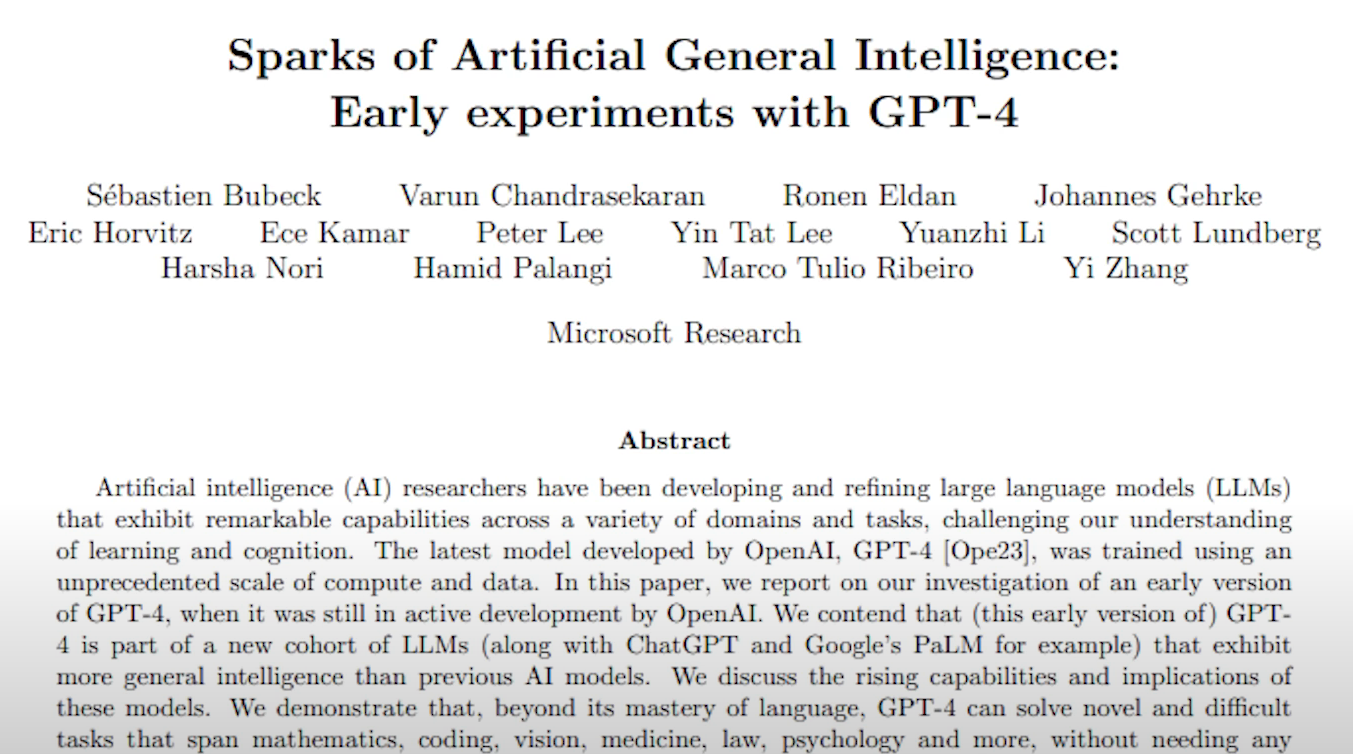 Sparks of Artificial General Intelligence:
Early experiments with GPT-4
Sébastien Bubeck Varun Chandrasekaran Ronen Eldan Johannes Gehrke
Eric Horvitz Ece Kamar Peter Lee Yin Tat Lee Yuanzhi Li Scott Lundberg
Harsha Nori Hamid Palangi Marco Tulio Ribeiro Yi Zhang
Microsoft Research
Abstract
Artificial intelligence (AI) researchers have been developing and refining large language models (LLMs)
that exhibit remarkable capabilities across a variety of domains and tasks, challenging our understanding
of learning and cognition. The latest model developed by OpenAI, GPT-4 [Ope23], was trained using an
unprecedented scale of compute and data. In this paper, we report on our investigation of an early version
of GPT-4, when it was still in active development by OpenAI. We contend that (this early version of) GPT-
4 is part of a new cohort of LLMs (along with ChatGPT and Google's PaLM for example) that exhibit
more general intelligence than previous AI models. We discuss the rising capabilities and implications of
these models. We demonstrate that, beyond its mastery of language, GPT-4 can solve novel and difficult
tasks that span mathematics, coding, vision, medicine, law, psychology and more, without needing any